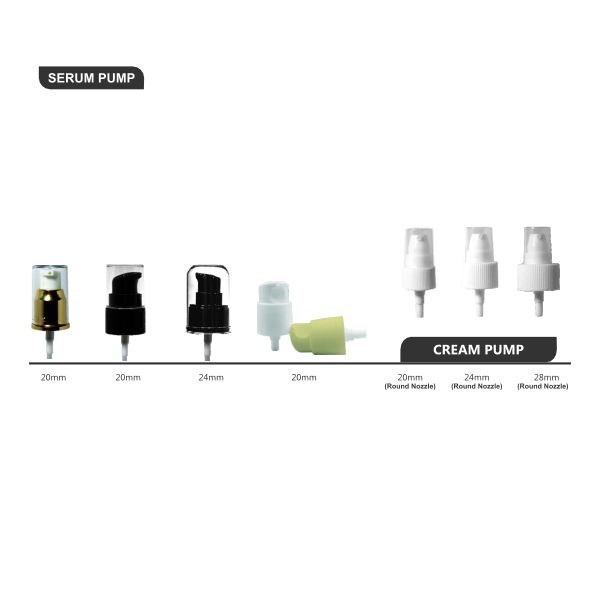 SERUM PUMP
CREAM PUMP
20mm
20mm
24mm
20mm
20mm
(Round Nozzle)
24mm
(Round Nozzle)
28mm
(Round Nozzle)